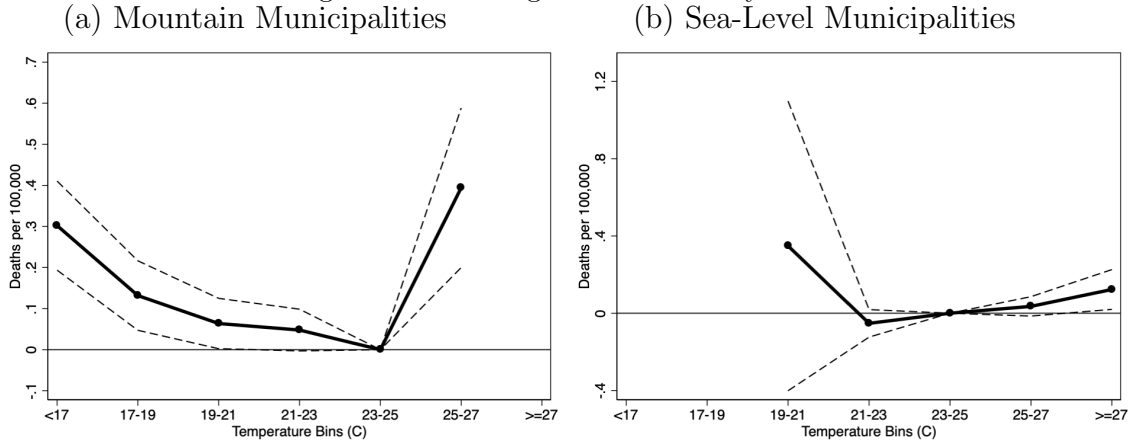 (a) Mountain Municipalities
(b) Sea-Level Municipalities
Deaths per 100,000
.7
.6
.5
.4
.3
.2
.1
0
-.1
<17 17-19 19-21 21-23 23-25 25-27 >=27
Temperature Bins (C)
Deaths per 100,000
1.2
.8
.4
0
-.4
<17 17-19 19-21 21-23 23-25 25-27 >=27
Temperature Bins (C)